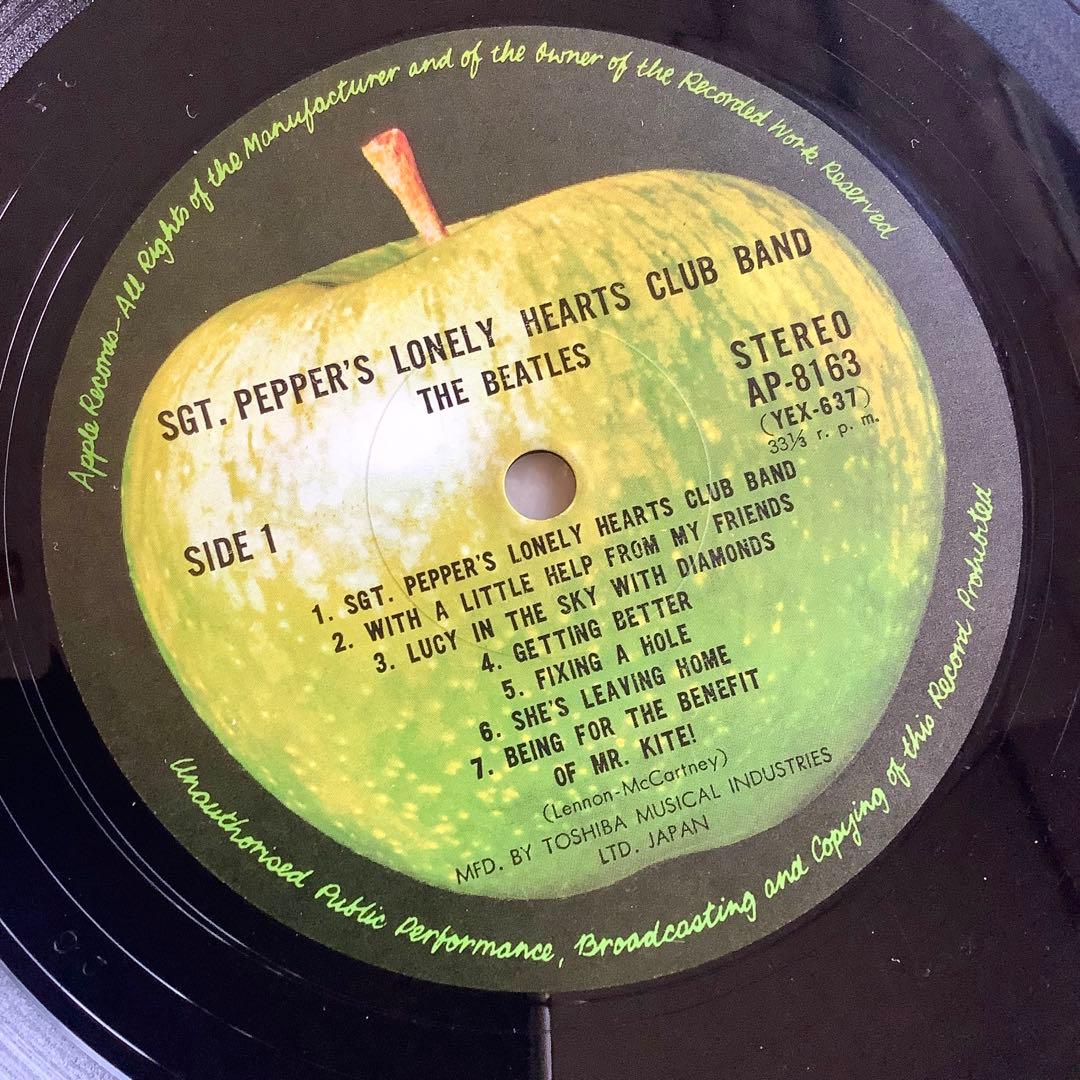 Apple Records - All Rights of the Manufacturer and of the Owner of the Recorded Work Reserved
SGT. PEPPER'S LONELY HEARTS CLUB BAND
THE BEATLES
STEREO
AP-8163
(YEX-637)
33⅓ r. p. m.
SIDE 1
1. SGT. PEPPER'S LONELY HEARTS CLUB BAND
2. WITH A LITTLE HELP FROM MY FRIENDS
3. LUCY IN THE SKY WITH DIAMONDS
4. GETTING BETTER
5. FIXING A HOLE
6. SHE'S LEAVING HOME
7. BEING FOR THE BENEFIT
OF MR. KITE!
(Lennon-McCartney)
MFD. BY TOSHIBA MUSICAL INDUSTRIES
LTD. JAPAN
Unauthorised Public Performance, Broadcasting and Copying of this Record Prohibited